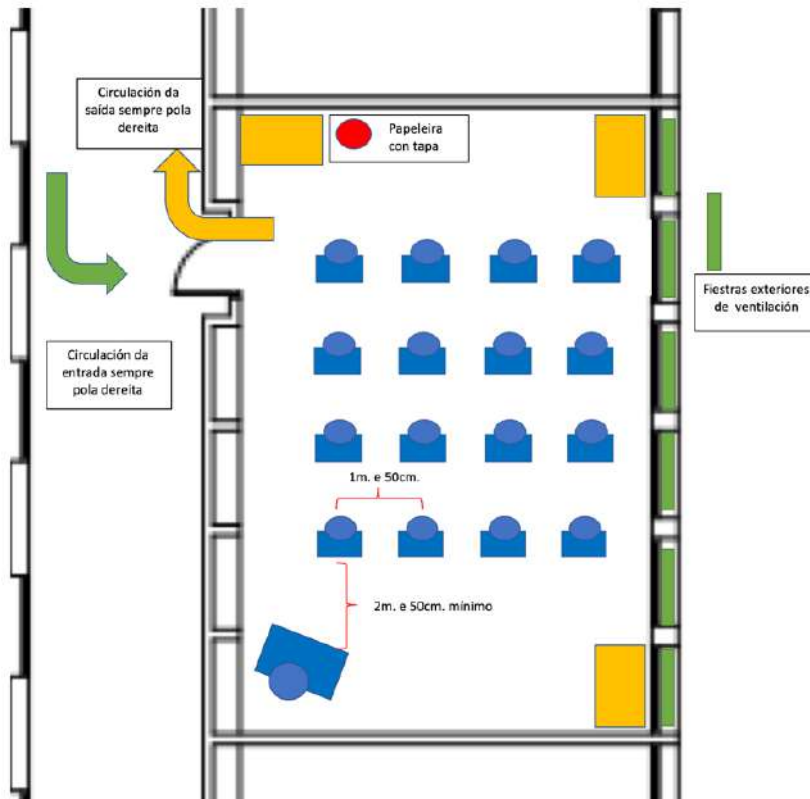 Circulación da
saída sempre pola
dereita
Papeleira
con tapa
Fiestras exteriores
de ventilación
Circulación da
entrada sempre
pola dereita
1m. e 50cm.
2m. e 50cm. mínimo